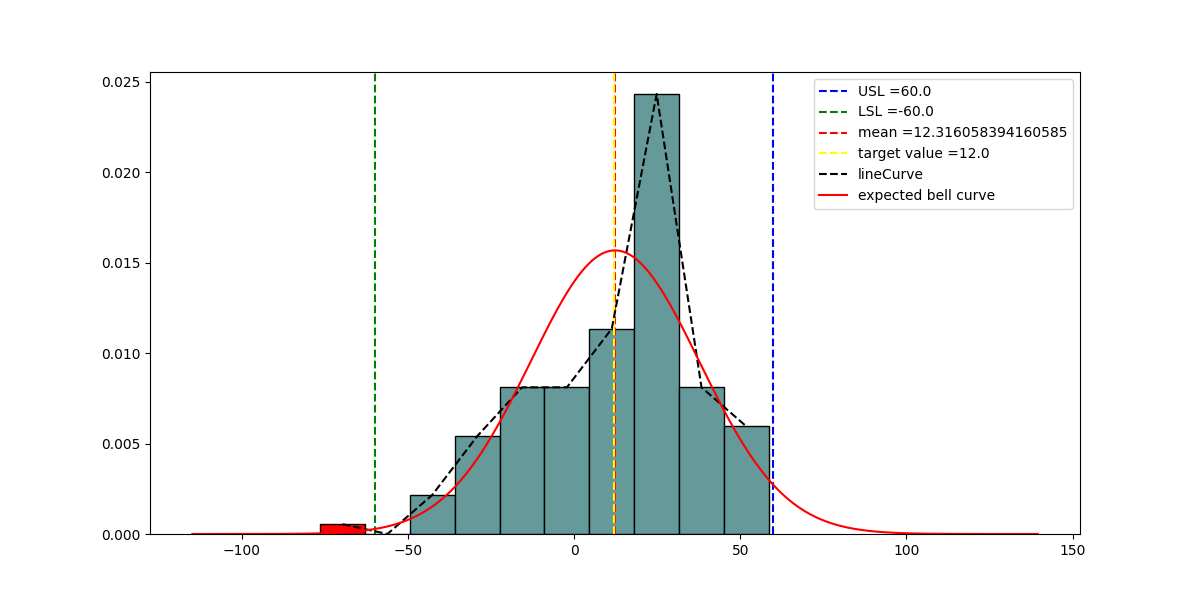 0.025
0.020
0.015
0.010
0.005
0.000
−100
−50
0
50
100
150
USL =60.0
LSL =-60.0
mean =12.316058394160585
target value =12.0
lineCurve
expected bell curve